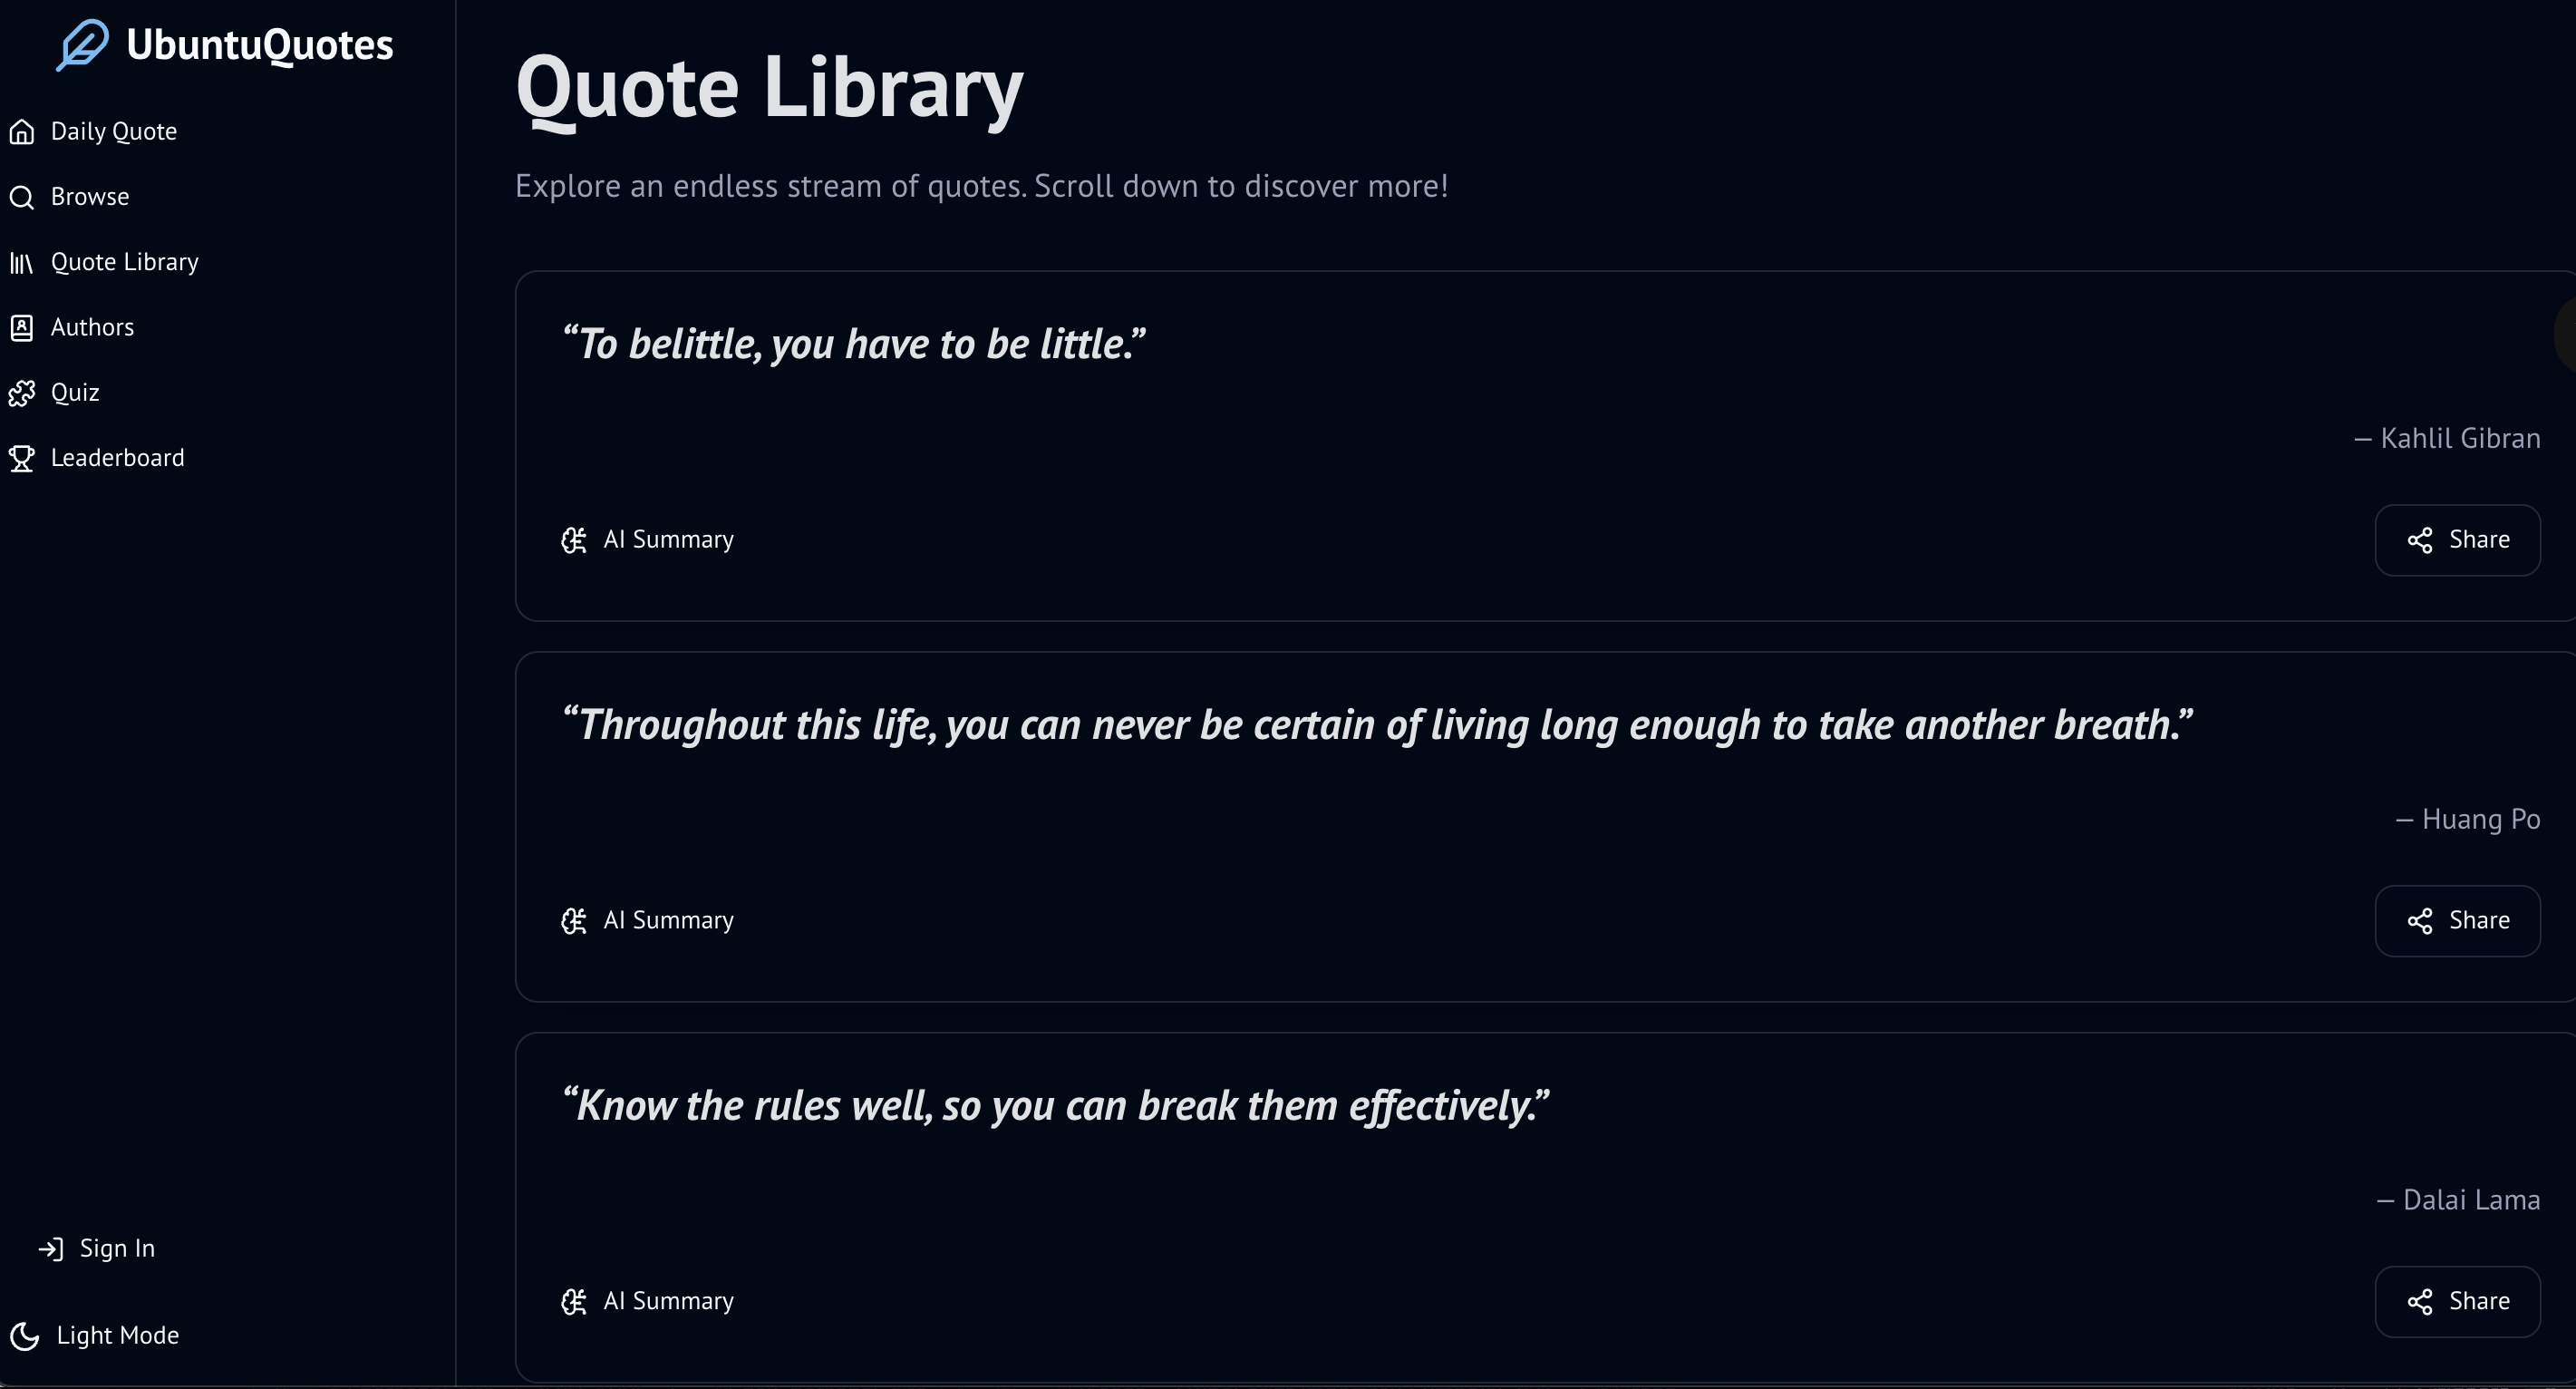 UbuntuQuotes
Daily Quote
Browse
Quote Library
Authors
Quiz
Leaderboard
Sign In
Light Mode
Quote Library
Explore an endless stream of quotes. Scroll down to discover more!
“To belittle, you have to be little.”
— Kahlil Gibran
AI Summary
Share
“Throughout this life, you can never be certain of living long enough to take another breath.”
— Huang Po
AI Summary
Share
“Know the rules well, so you can break them effectively.”
— Dalai Lama
AI Summary
Share